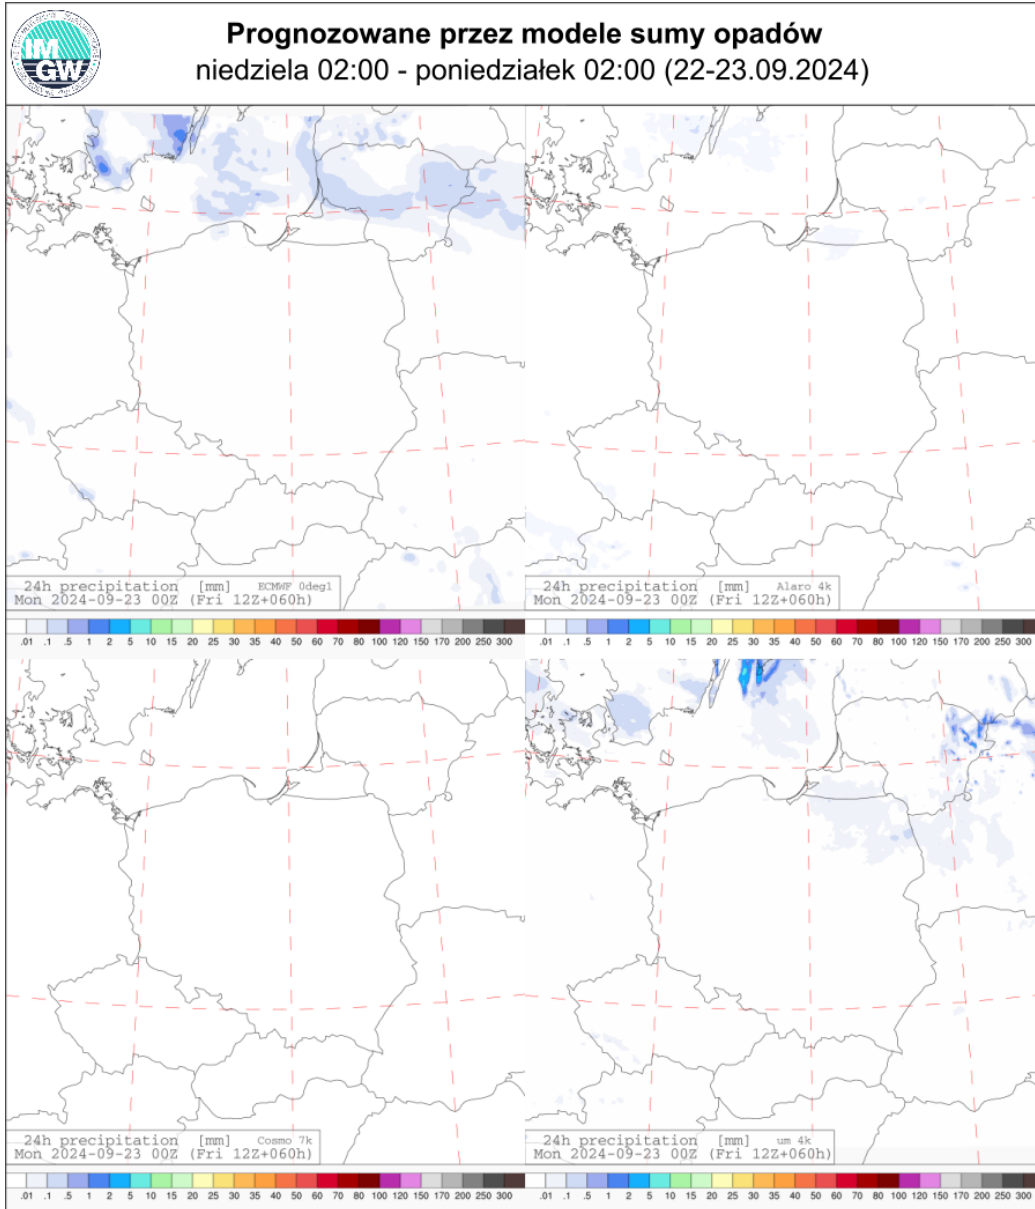 IM
GW
Prognozowane przez modele sumy opadów
niedziela 02:00 - poniedziałek 02:00 (22-23.09.2024)
24h precipitation [mm] ECMWF 0deg1
Mon 2024-09-23 00Z (Fri 12Z+060h)
.01 .1 .5 1 2 5 10 15 20 25 30 35 40 50 60 70 80 100 120 150 170 200 250 300
24h precipitation [mm] Alaro 4k
Mon 2024-09-23 00Z (Fri 12Z+060h)
.01 .1 .5 1 2 5 10 15 20 25 30 35 40 50 60 70 80 100 120 150 170 200 250 300
24h precipitation [mm] Cosmo 7k
Mon 2024-09-23 00Z (Fri 12Z+060h)
.01 .1 .5 1 2 5 10 15 20 25 30 35 40 50 60 70 80 100 120 150 170 200 250 300
24h precipitation [mm] um 4k
Mon 2024-09-23 00Z (Fri 12Z+060h)
.01 .1 .5 1 2 5 10 15 20 25 30 35 40 50 60 70 80 100 120 150 170 200 250 300